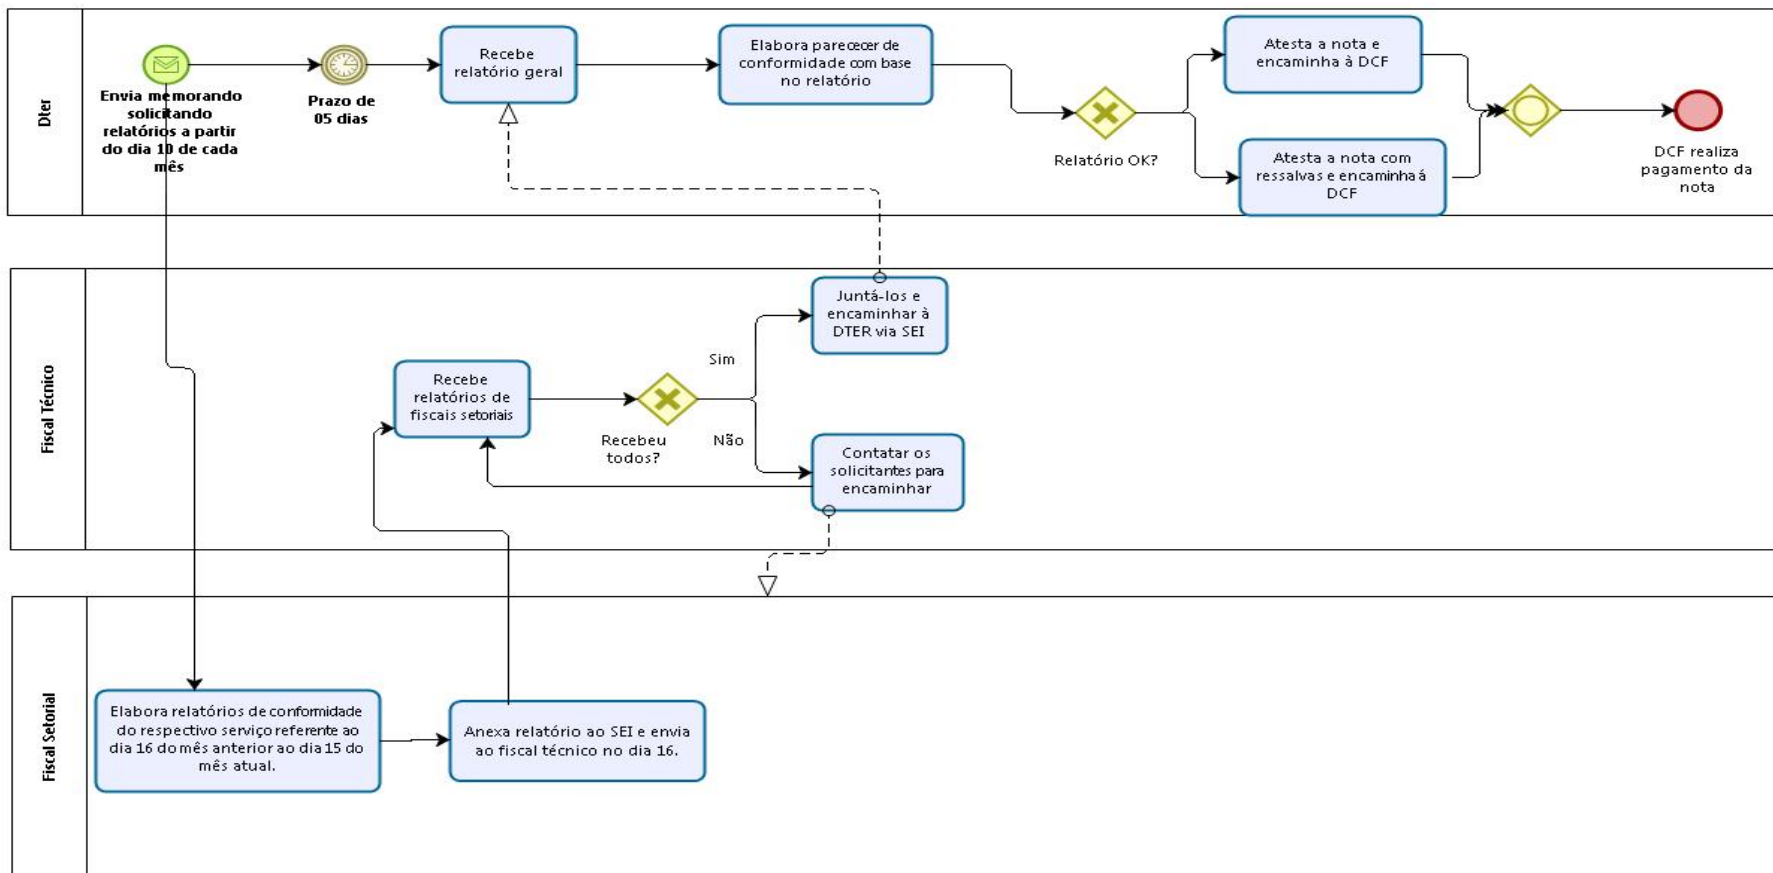 Dter
Envia memorando
solicitando
relatórios a partir
do dia 10 de cada
mês
Prazo de
05 dias
Recebe
relatório geral
Elabora parececer de
conformidade com base
no relatório
Relatório OK?
Atesta a nota e
encaminha à DCF
Atesta a nota com
ressalvas e encaminha á
DCF
DCF realiza
pagamento da
nota
Fiscal Técnico
Recebe
relatórios de
fiscais setoriais
Recebeu
todos?
Sim
Não
Juntá-los e
encaminhar à
DTER via SEI
Contatar os
solicitantes para
encaminhar
Fiscal Setorial
Elabora relatórios de conformidade
do respectivo serviço referente ao
dia 16 do mês anterior ao dia 15 do
mês atual.
Anexa relatório ao SEI e envia
ao fiscal técnico no dia 16.